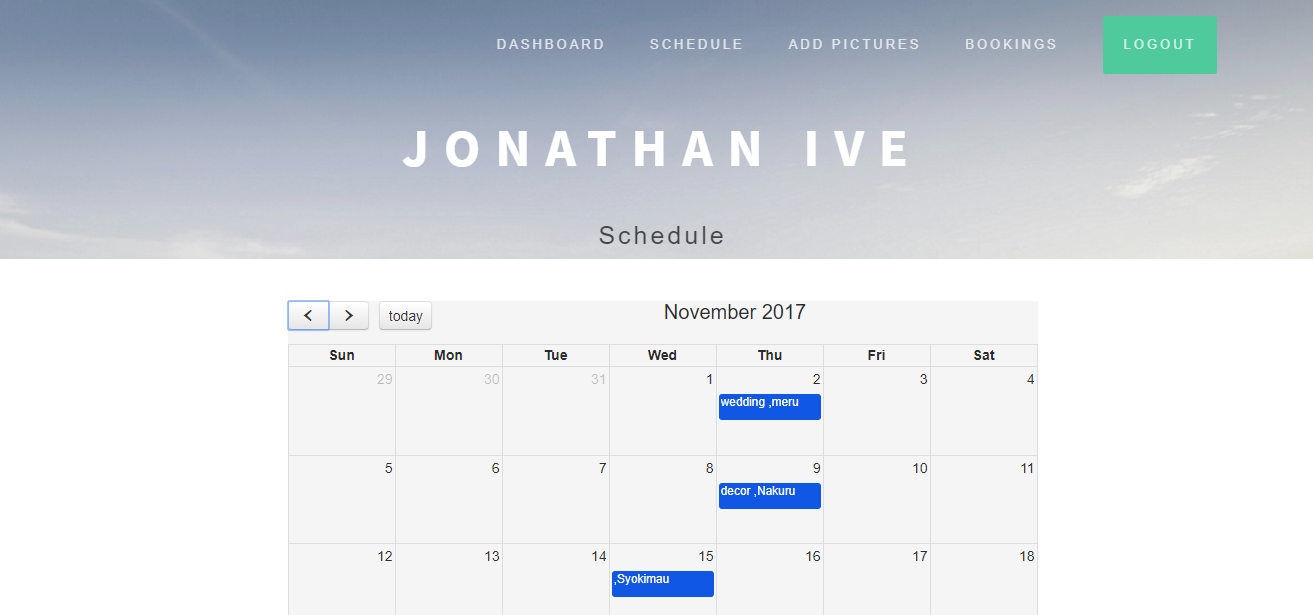 DASHBOARD SCHEDULE ADD PICTURES BOOKINGS LOGOUT
JONATHAN IVE
Schedule
today November 2017
Sun Mon Tue Wed Thu Fri Sat
29 30 31 1 2 3 4
wedding ,meru
5 6 7 8 9 10 11
decor ,Nakuru
12 13 14 15 16 17 18
,Syokimau